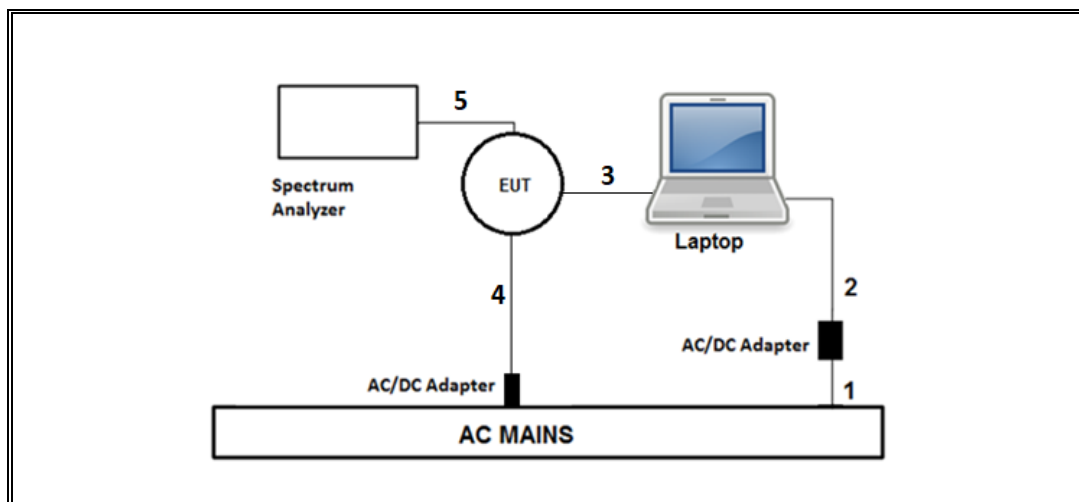 5
Spectrum
Analyzer
EUT
3
Laptop
4
2
AC/DC Adapter
AC/DC Adapter
1
AC MAINS